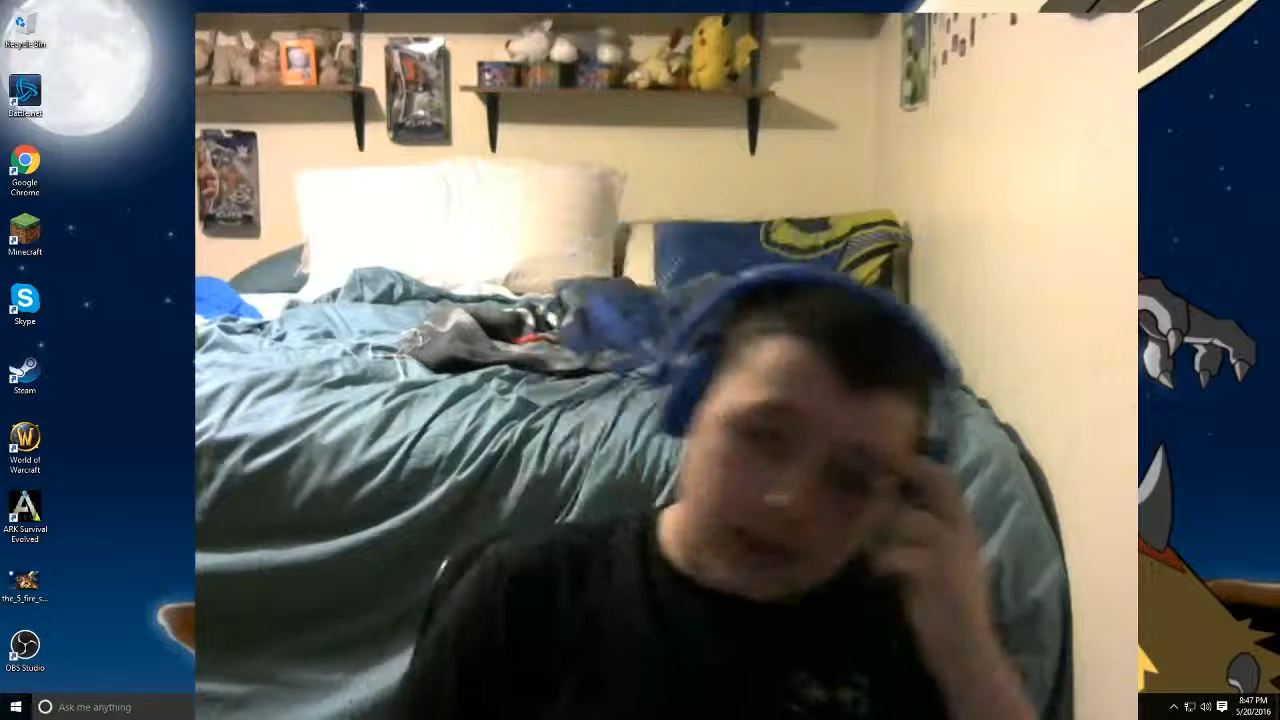 Recycle Bin
Battle.net
Google
Chrome
Minecraft
Skype
Steam
World of
Warcraft
ARK Survival
Evolved
the_5_fire_s...
OBS Studio
Ask me anything
8:47 PM
5/20/2016